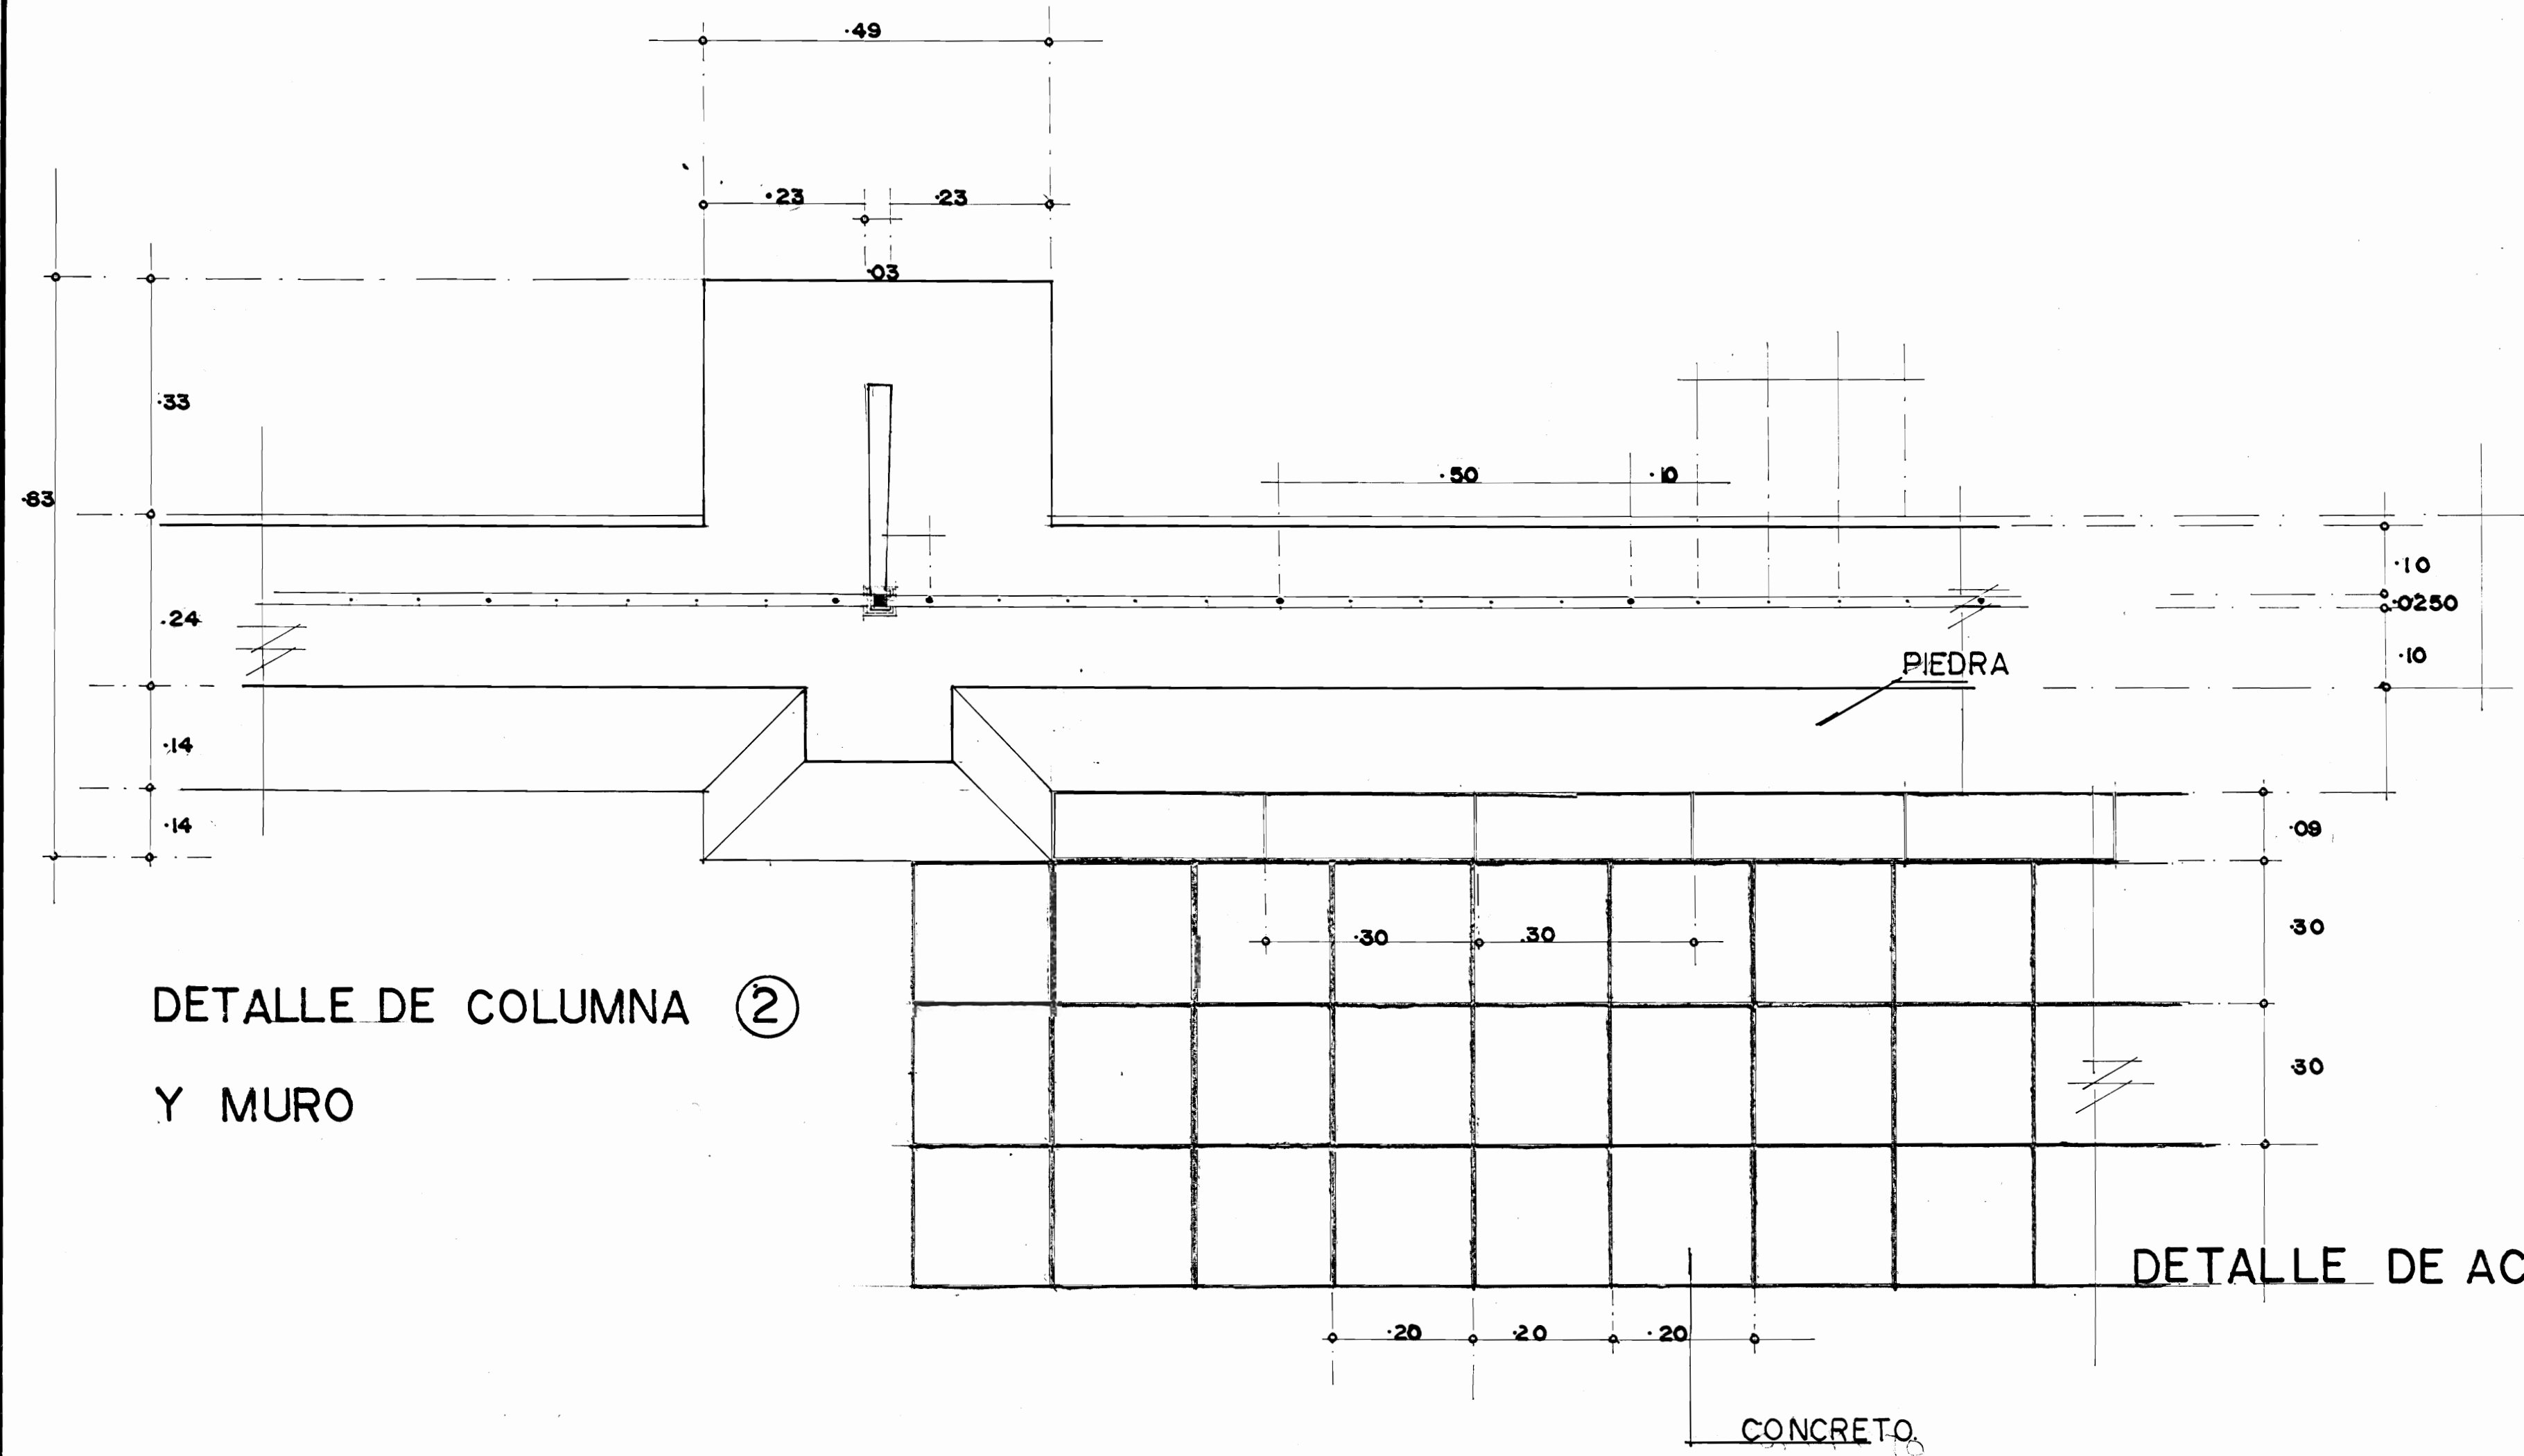 .49
.23 .23
.03
.33
.83
.50 .10
.10
.0250
.24
.10
PIEDRA
.14
.14
.09
.30
.30 .30
DETALLE DE COLUMNA 2
.30
Y MURO
DETALLE DE AC
.20 .20 .20
CONCRETO.